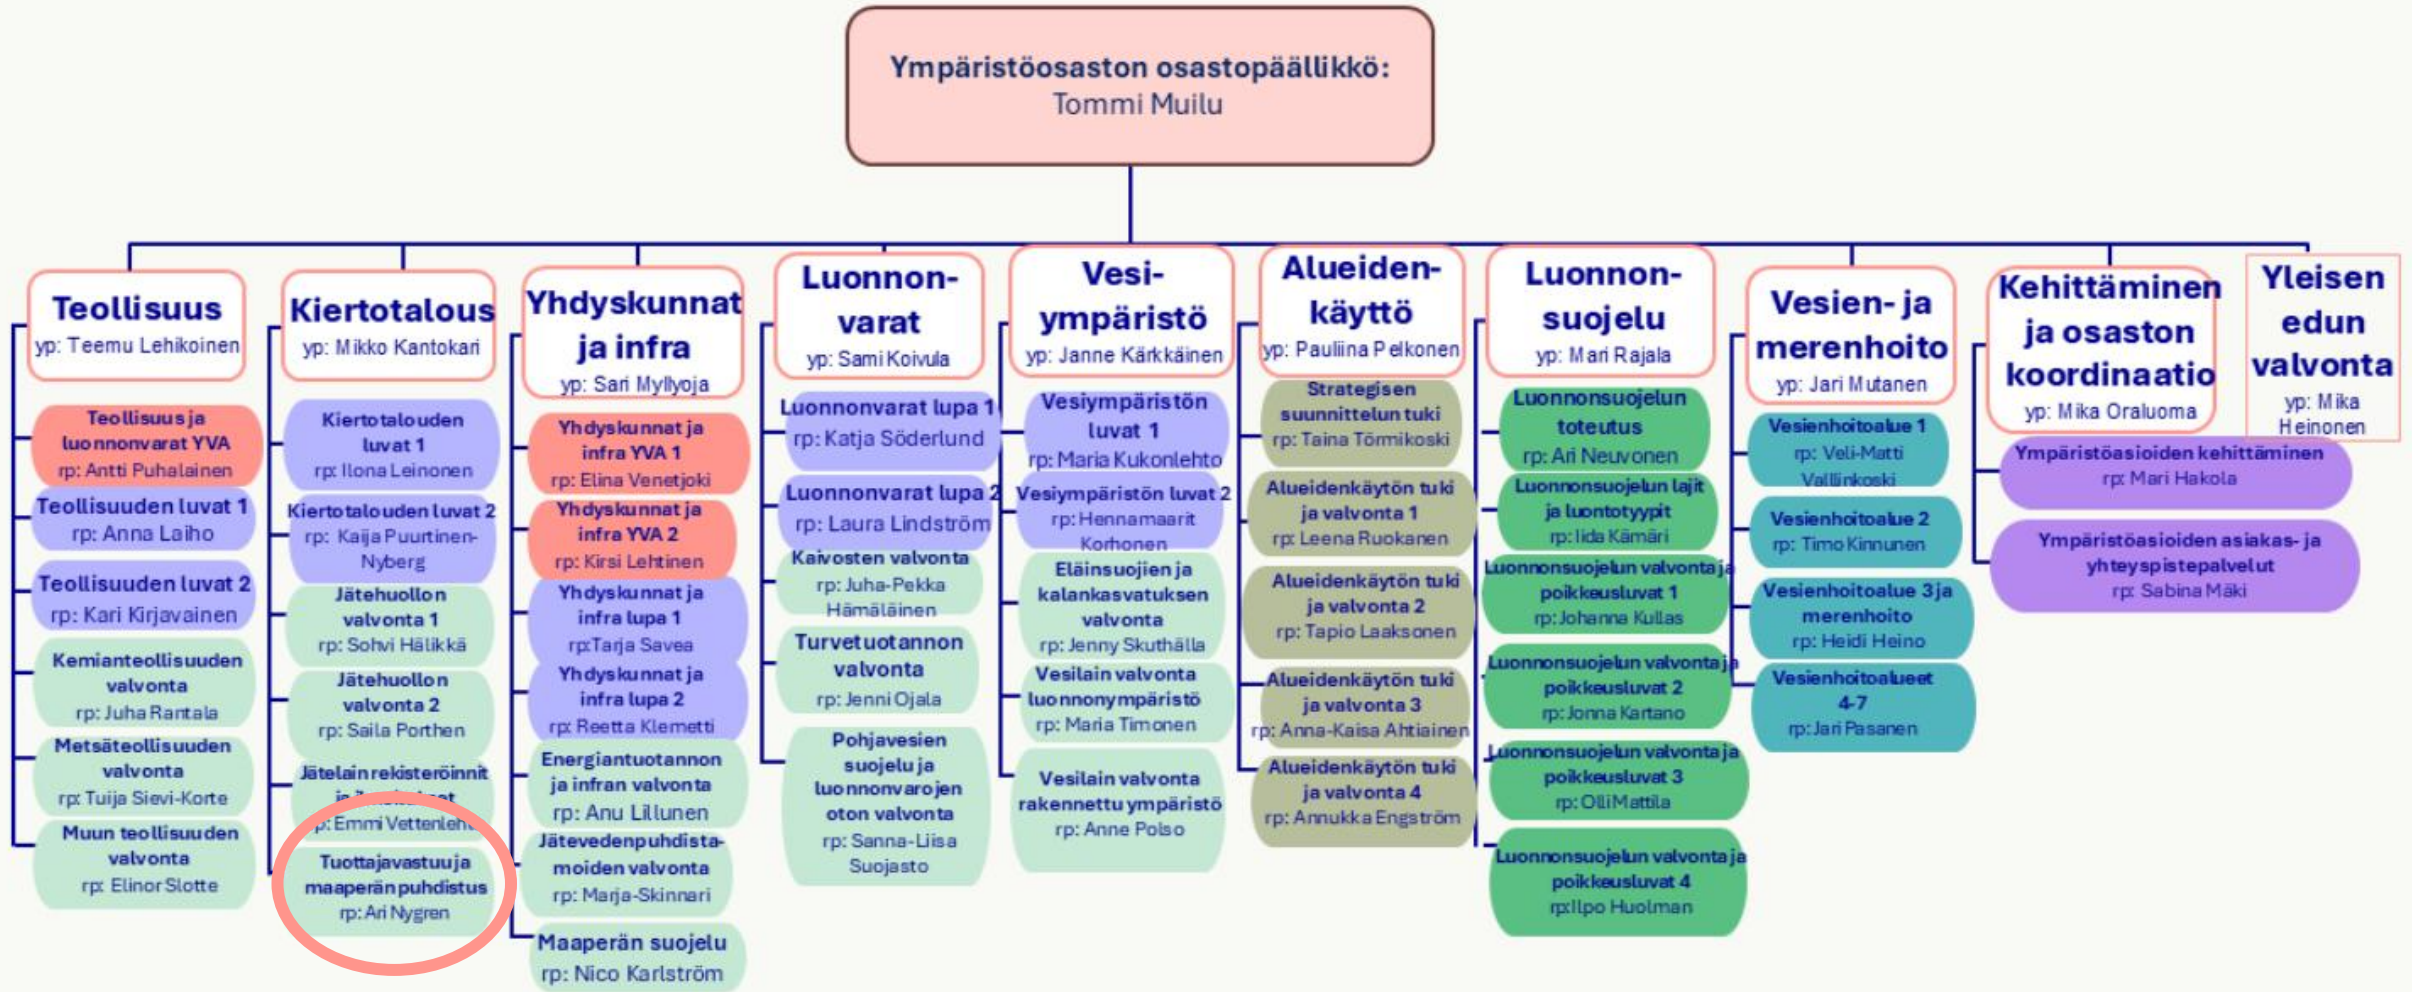 Ympäristöosaston osastopäällikkö:
Tommi Muilu
Teollisuus
yp: Teemu Lehikoinen
Teollisuus ja
luonnonvarat YVA
rp: Antti Puhalainen
Teollisuuden luvat 1
rp: Anna Laiho
Teollisuuden luvat 2
rp: Kari Kirjavainen
Kemianteollisuuden
valvonta
rp: Juha Rantala
Metsäteollisuuden
valvonta
rp: Tuija Sievi-Korte
Muun teollisuuden
valvonta
rp: Elinor Slotte
Kiertotalous
yp: Mikko Kantokari
Kiertotalouden
luvat 1
rp: Ilona Leinonen
Kiertotalouden luvat 2
rp: Kaija Puurtinen-
Nyberg
Jätehuollon
valvonta 1
rp: Sohvi Hälikkä
Jätehuollon
valvonta 2
rp: Saila Porthen
Jätelain rekisteröinnit
rp: Emmi
Tuottajavastuu ja
maaperän puhdistus
rp: Ari Nygren
Yhdyskunnat
ja infra
yp: Sari Myllyoja
Yhdyskunnat ja
infra YVA 1
rp: Elina Venetjoki
Yhdyskunnat ja
infra YVA 2
rp: Kirsi Lehtinen
Yhdyskunnat ja
infra lupa 1
rp:Tarja Savea
Yhdyskunnat ja
infra lupa 2
rp: Reetta Klemetti
Energiantuotannon
ja infran valvonta
rp: Anu Lillunen
Jätevedenpuhdista-
moiden valvonta
rp: Marja-Skinnari
Maaperän suojelu
rp: Nico Karlström
Luonnon-
varat
yp: Sami Koivula
Luonnonvarat lupa 1
rp: Katja Söderlund
Luonnonvarat lupa 2
rp: Laura Lindström
Kaivosten valvonta
rp: Juha-Pekka
Hämäläinen
Turvetuotannon
valvonta
rp: Jenni Ojala
Pohjavesien
suojelu ja
luonnonvarojen
oton valvonta
rp: Sanna-Liisa
Suojasto
Vesi-
ympäristö
yp: Janne Kärkkäinen
Vesiympäristön
luvat 1
rp: Maria Kukonlehto
Vesiympäristön luvat 2
rp: Hennamaarit
Korhonen
Eläinsuojien ja
kalankasvatuksen
valvonta
rp: Jenny Skuthälla
Vesilain valvonta
luonnonympäristö
rp: Maria Timonen
Vesilain valvonta
rakennettu ympäristö
rp: Anne Polso
Alueiden-
käyttö
yp: Pauliina Pelkonen
Strategisen
suunnittelun tuki
rp: Taina Törmikoski
Alueidenkäytön tuki
ja valvonta 1
rp: Leena Ruokanen
Alueidenkäytön tuki
ja valvonta 2
rp: Tapio Laaksonen
Alueidenkäytön tuki
ja valvonta 3
rp: Anna-Kaisa Ahtiainen
Alueidenkäytön tuki
ja valvonta 4
rp: Annukka Engström
Luonnon-
suojelu
yp: Mari Rajala
Luonnonsuojelun
toteutus
rp: Ari Neuvonen
Luonnonsuojelun lajit
ja luontotyypit
rp: Iida Kämäri
Luonnonsuojelun valvonta ja
poikkeusluvat 1
rp: Johanna Kullas
Luonnonsuojelun valvonta ja
poikkeusluvat 2
rp: Jonna Kartano
Luonnonsuojelun valvonta ja
poikkeusluvat 3
rp: Olli Mattila
Luonnonsuojelun valvonta ja
poikkeusluvat 4
rp:Ilpo Huolman
Vesien- ja
merenhoito
yp: Jari Mutanen
Vesienhoitoalue 1
rp: Veli-Matti
Vallinkoski
Vesienhoitoalue 2
rp: Timo Kinnunen
Vesienhoitoalue 3 ja
merenhoito
rp: Heidi Heino
Vesienhoitoalueet
4-7
rp: Jari Pasanen
Kehittäminen
ja osaston
koordinaatio
yp: Mika Oraluoma
Ympäristöasioiden kehittäminen
rp: Mari Hakola
Ympäristöasioiden asiakas- ja
yhteyspistepalvelut
rp: Sabina Mäki
Yleisen
edun
valvonta
yp: Mika
Heinonen